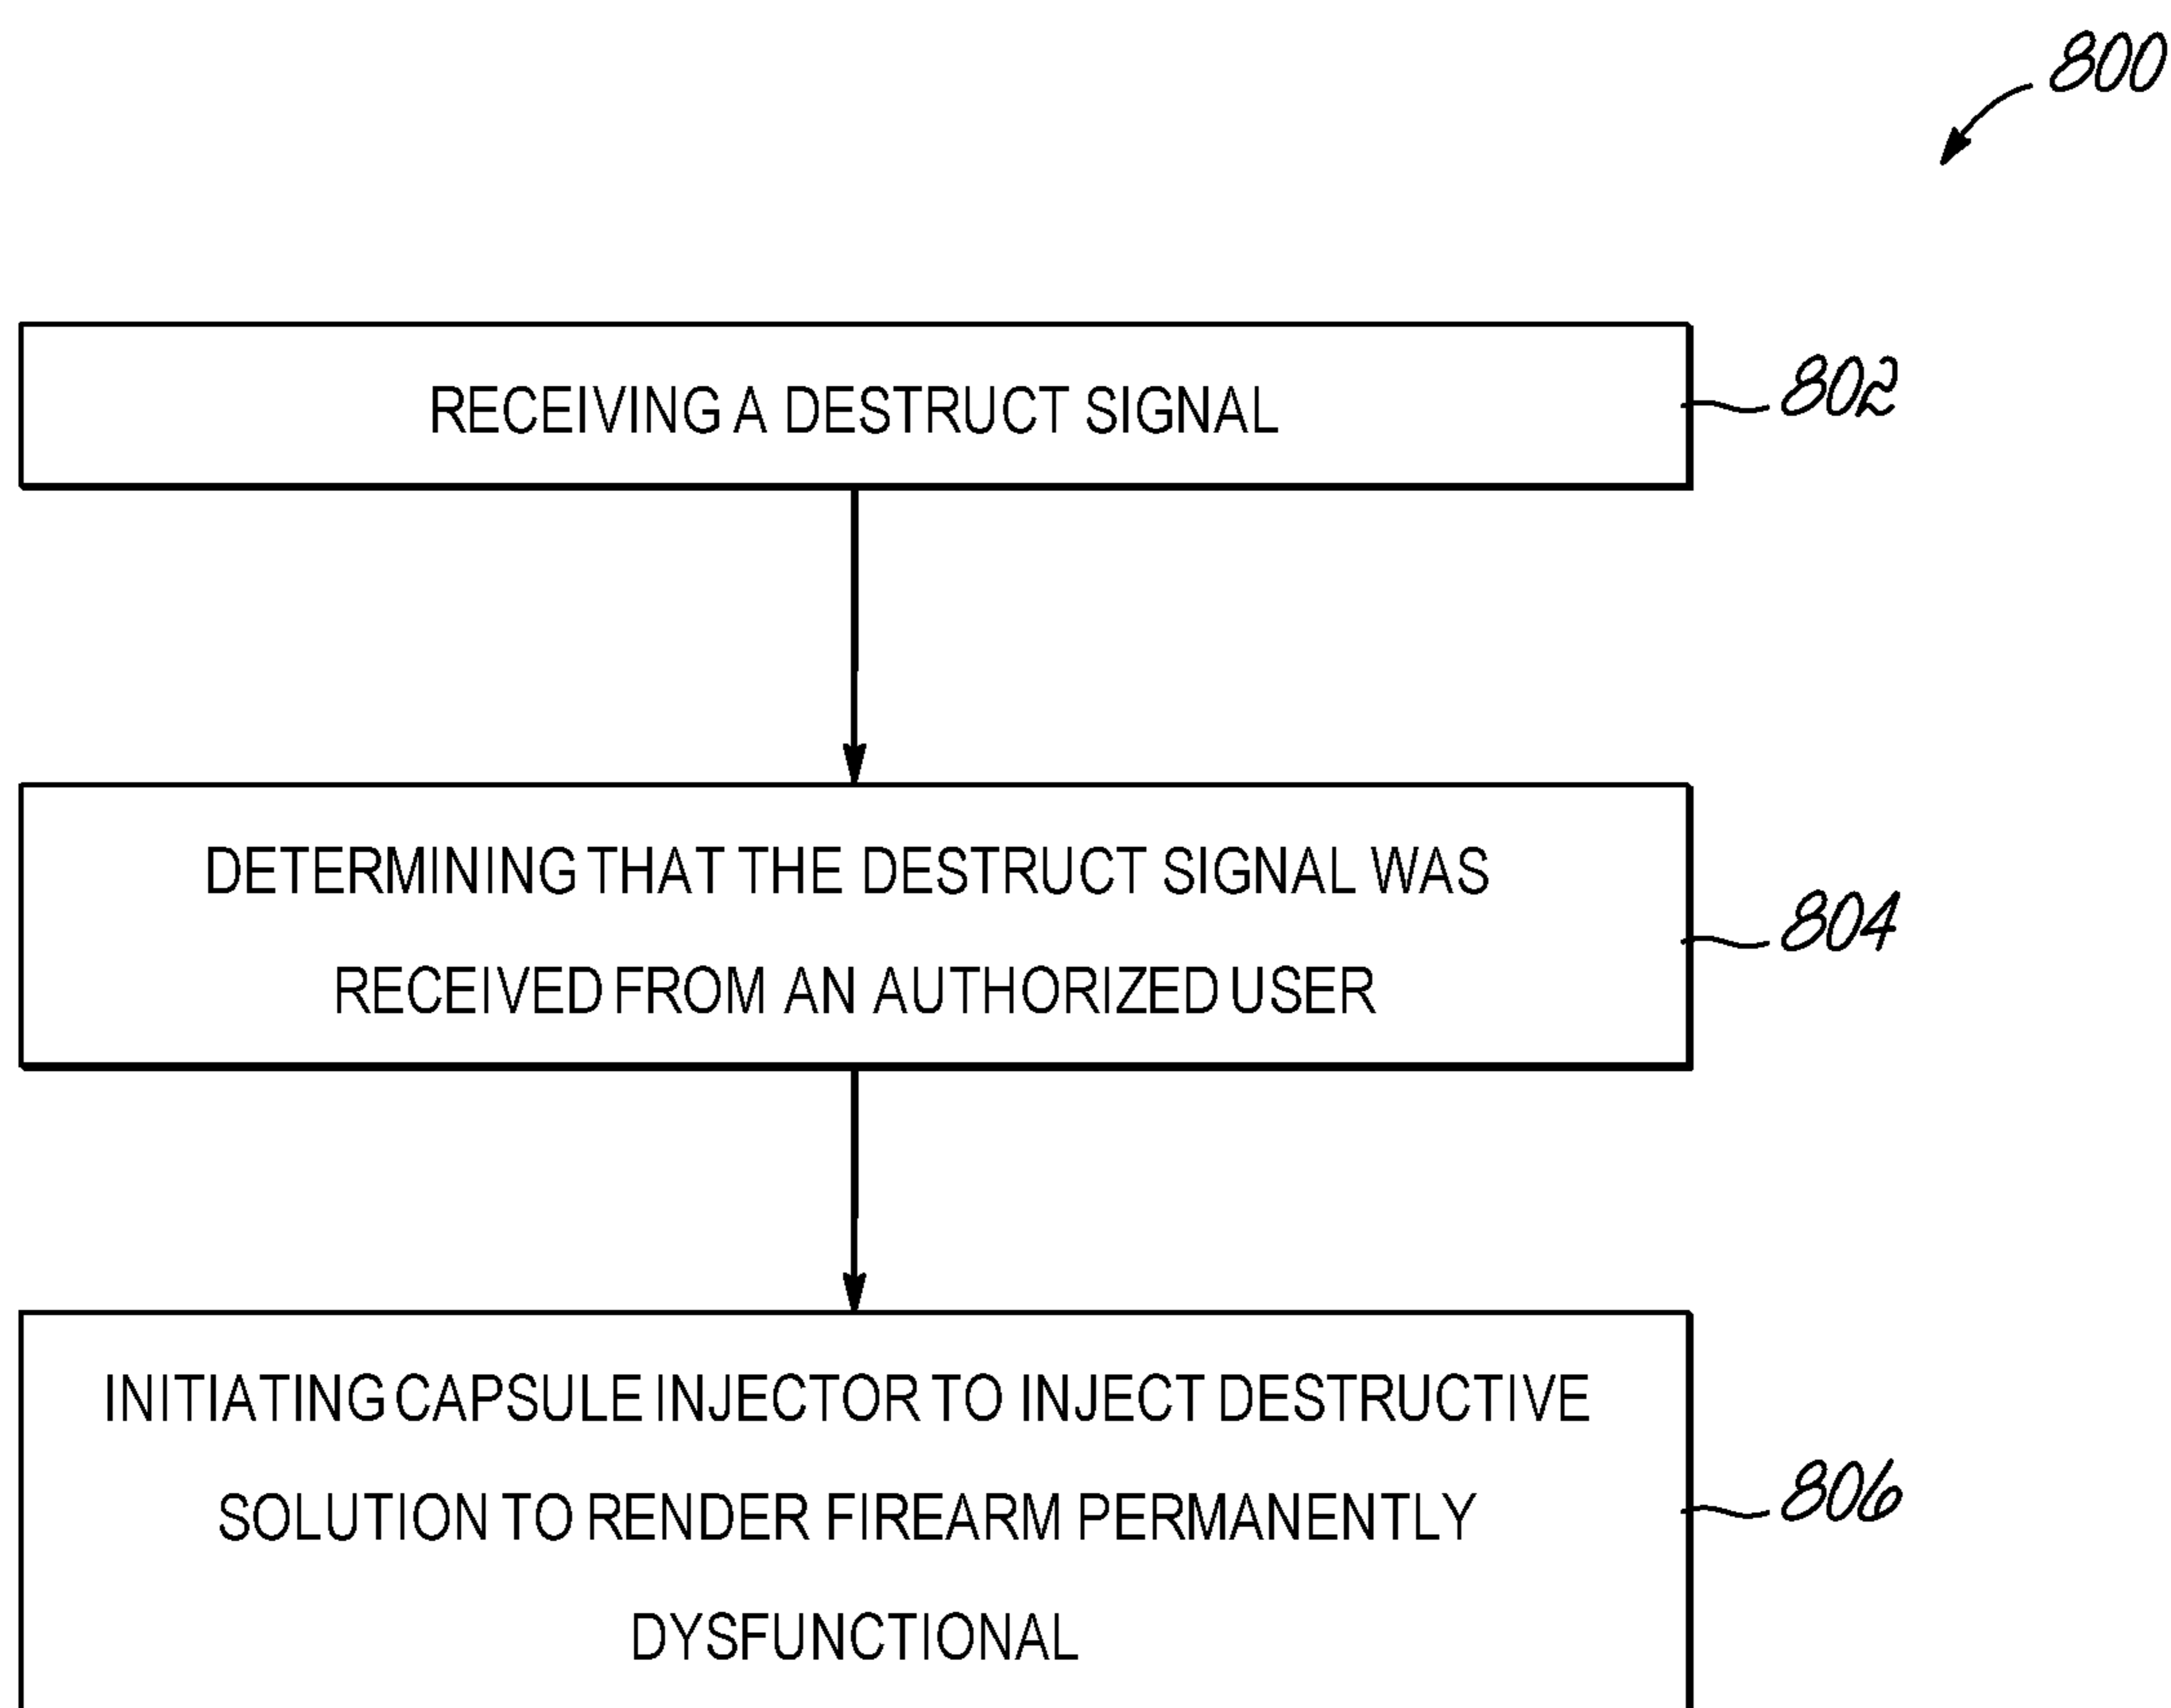 800
RECEIVING A DESTRUCT SIGNAL
802
DETERMINING THAT THE DESTRUCT SIGNAL WAS
RECEIVED FROM AN AUTHORIZED USER
804
INITIATING CAPSULE INJECTOR TO INJECT DESTRUCTIVE
SOLUTION TO RENDER FIREARM PERMANENTLY
DYSFUNCTIONAL
806